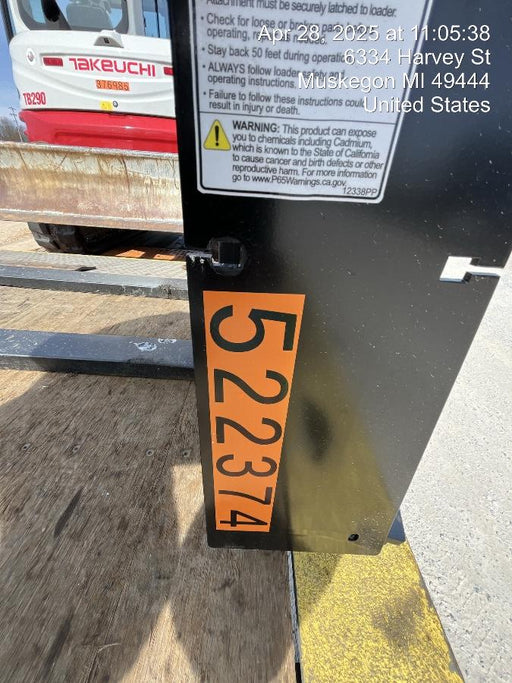 Attachment must be securely latched to loader.
• Check for loose or broken
operating,
• Stay back 50 feet during
• ALWAYS follow loader
operating instructions
• Failure to follow these instructions could
result in injury or death.
WARNING: This product can expose
you to chemicals including Cadmium,
which is known to the State of California
to cause cancer and birth defects or other
reproductive harm. For more information
go to www.P65Warnings.ca.gov
12338PP
Apr 28, 2025 at 11:05:38
6334 Harvey St
Muskegon MI 49444
United States
TAKEUCHI
376985
TB290
522374